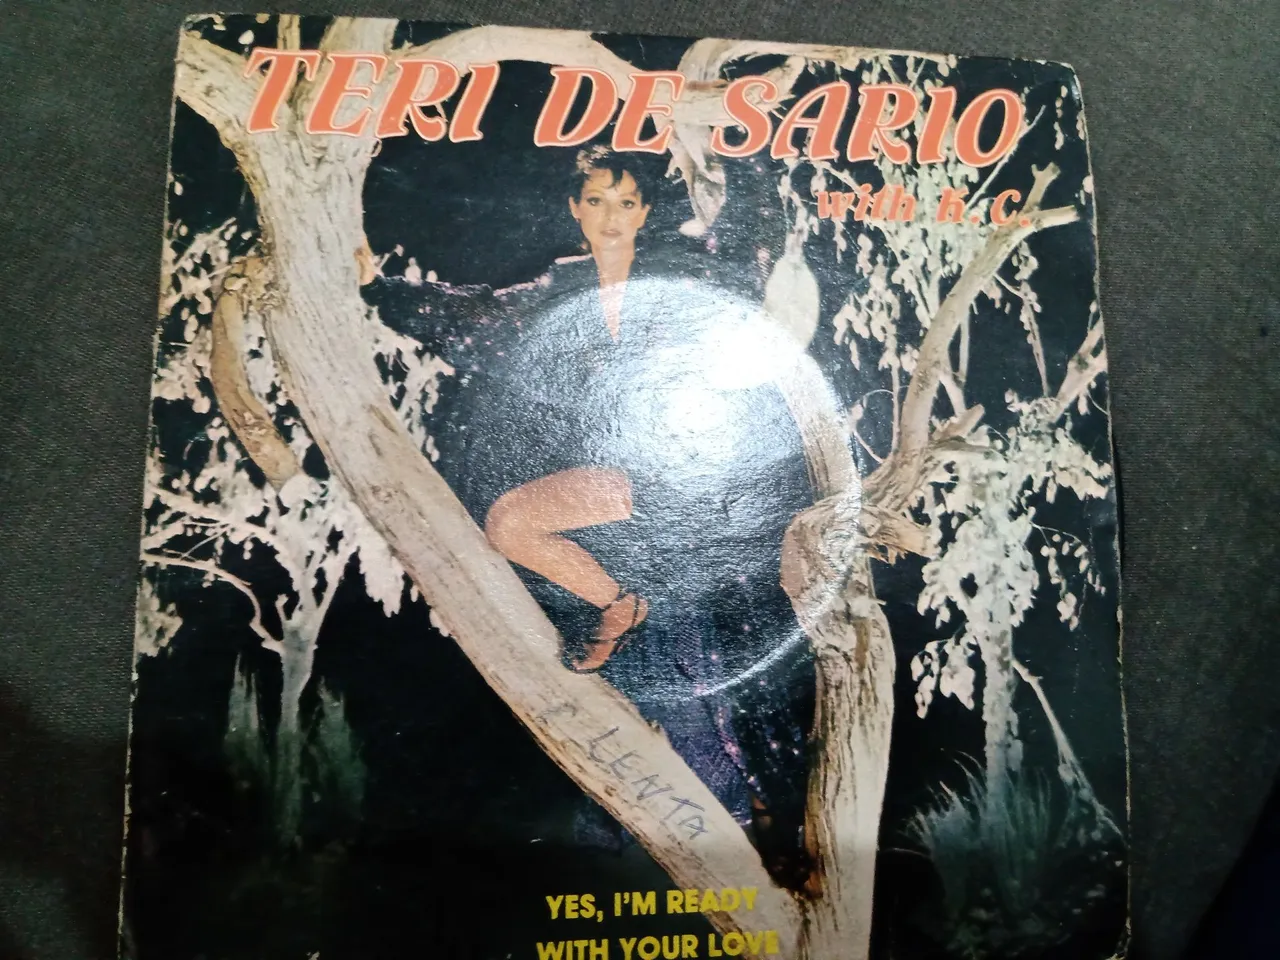 TERI DE SARIO
with K.C.
LENTA
YES, I'M READY
WITH YOUR LOVE